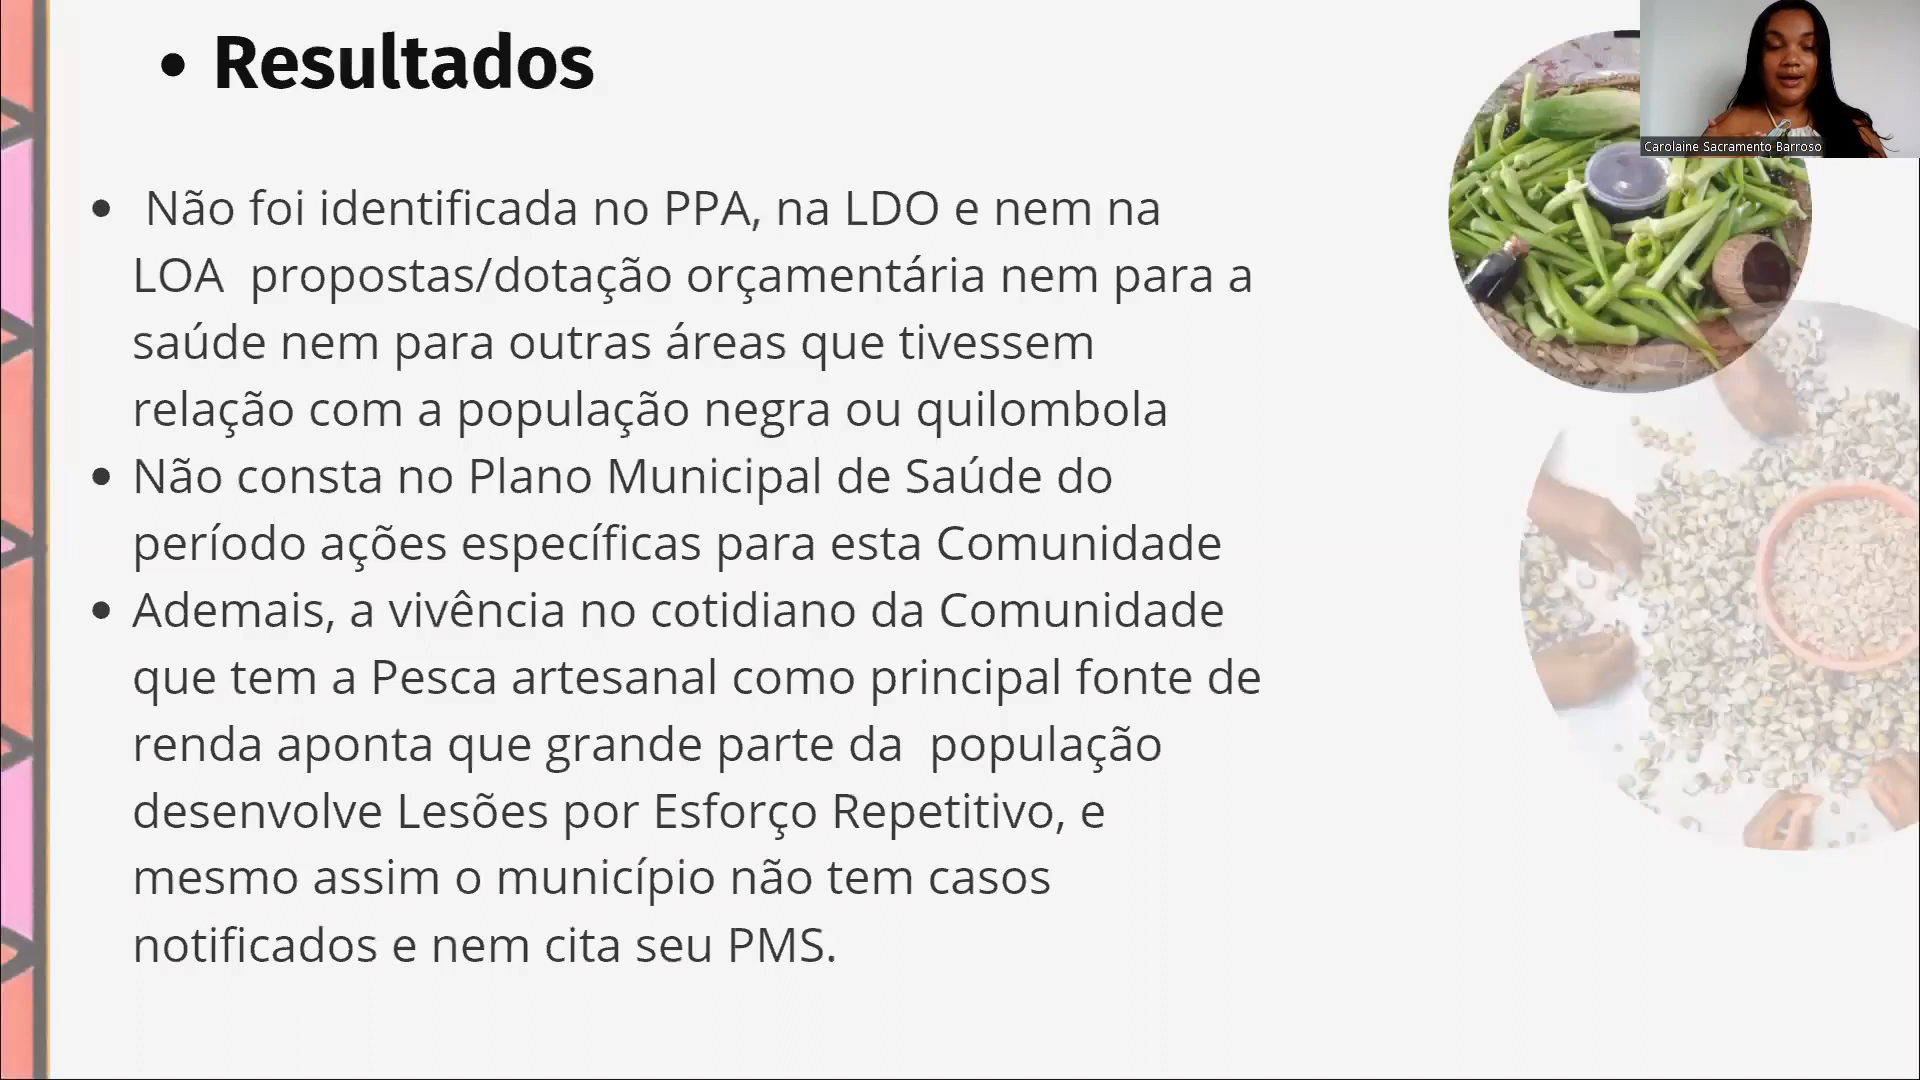 • Resultados
Carolaine Sacramento Barroso
• Não foi identificada no PPA, na LDO e nem na
LOA propostas/dotação orçamentária nem para a
saúde nem para outras áreas que tivessem
relação com a população negra ou quilombola
• Não consta no Plano Municipal de Saúde do
período ações específicas para esta Comunidade
• Ademais, a vivência no cotidiano da Comunidade
que tem a Pesca artesanal como principal fonte de
renda aponta que grande parte da população
desenvolve Lesões por Esforço Repetitivo, e
mesmo assim o município não tem casos
notificados e nem cita seu PMS.